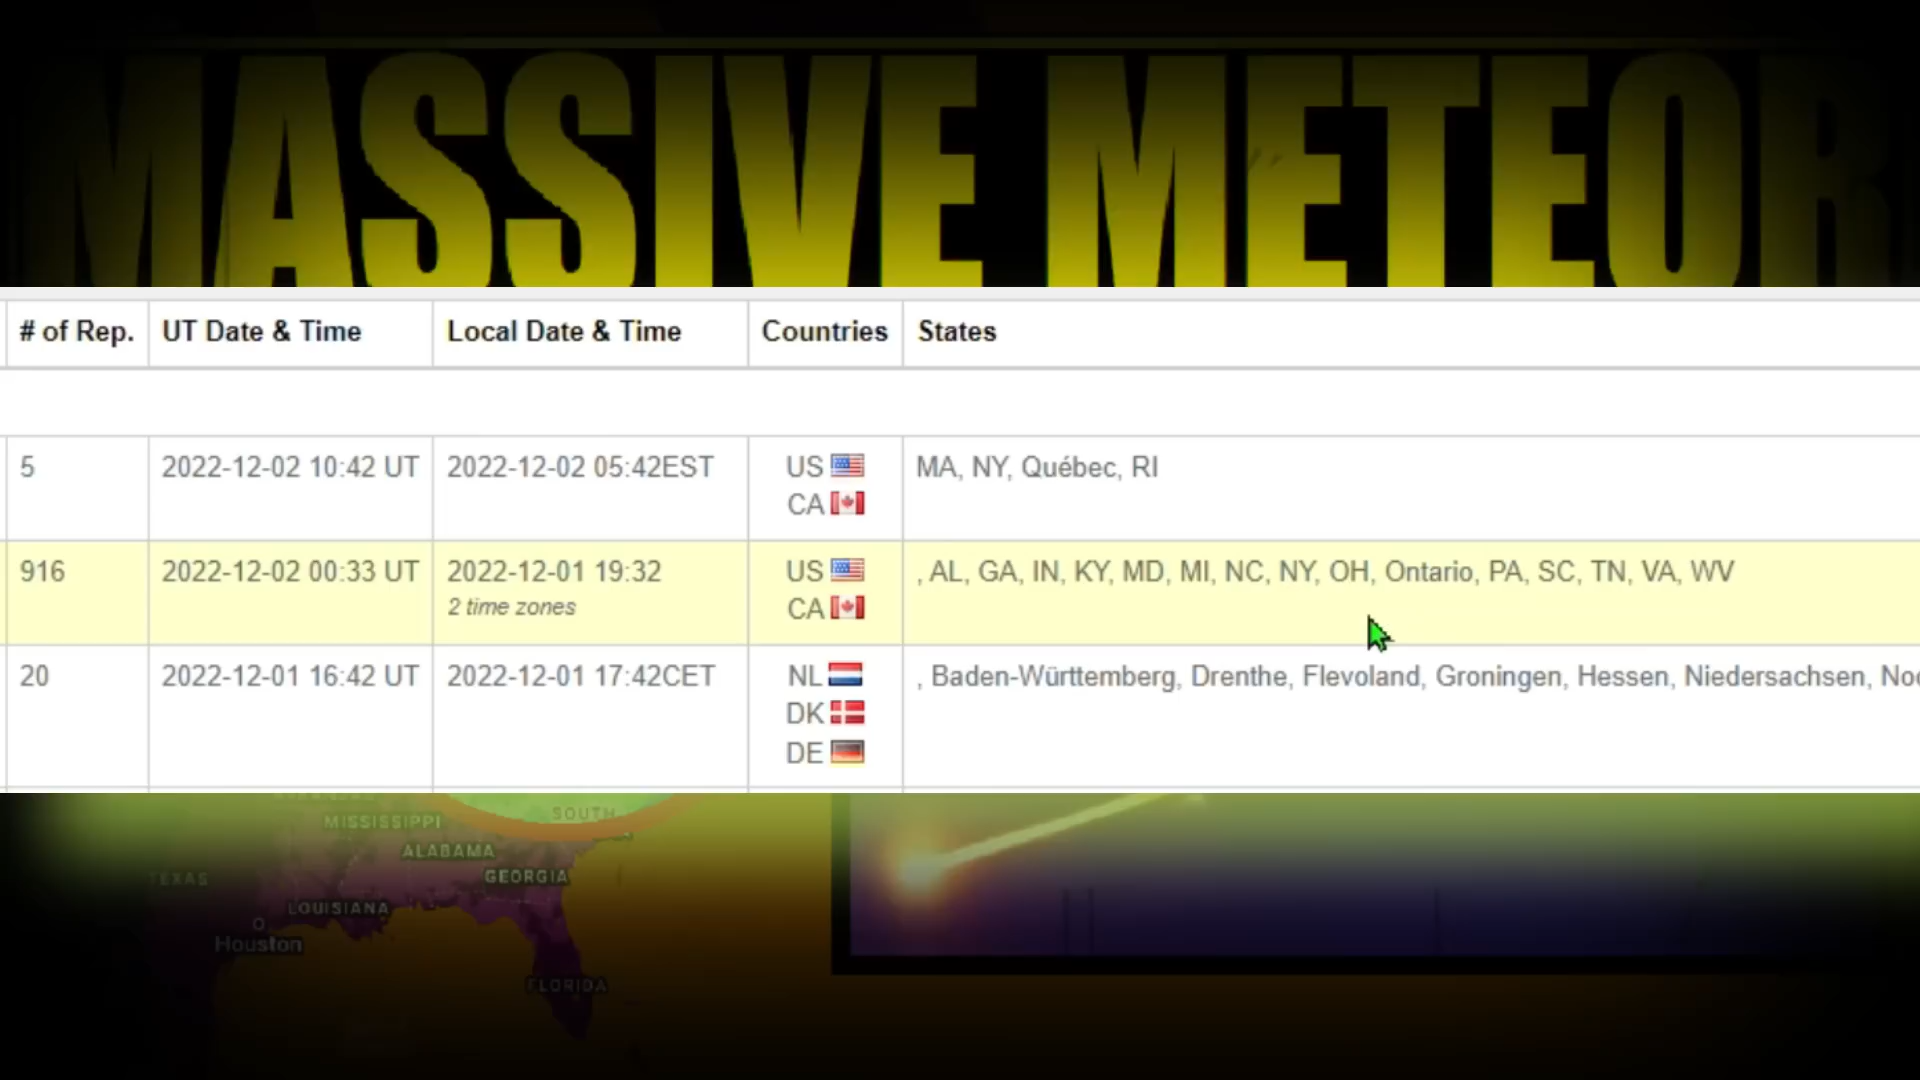 MASSIVE METEOR
# of Rep. UT Date & Time Local Date & Time Countries States
5 2022-12-02 10:42 UT 2022-12-02 05:42EST US MA, NY, Québec, RI
CA
916 2022-12-02 00:33 UT 2022-12-01 19:32 US , AL, GA, IN, KY, MD, MI, NC, NY, OH, Ontario, PA, SC, TN, VA, WV
2 time zones CA
20 2022-12-01 16:42 UT 2022-12-01 17:42CET NL , Baden-Württemberg, Drenthe, Flevoland, Groningen, Hessen, Niedersachsen,
DK
DE
SOUTH
MISSISSIPPI
ALABAMA
GEORGIA
TEXAS
LOUISIANA
Houston
FLORIDA